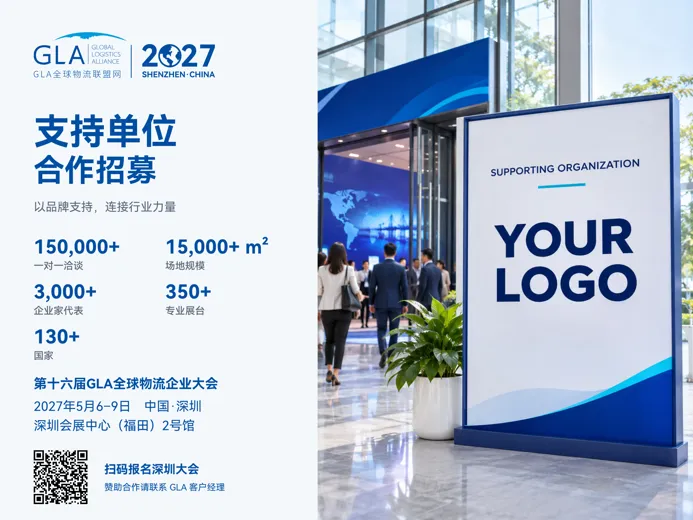 GLA
GLOBAL
LOGISTICS
ALLIANCE
GLA全球物流联盟网
2027
SHENZHEN·CHINA
支持单位
合作招募
以品牌支持，连接行业力量
150,000+
一对一洽谈
15,000+ m²
场地规模
3,000+
企业家代表
350+
专业展台
130+
国家
第十六届GLA全球物流企业大会
2027年5月6-9日 中国·深圳
深圳会展中心（福田）2号馆
扫码报名深圳大会
赞助合作请联系 GLA 客户经理
SUPPORTING ORGANIZATION
YOUR
LOGO